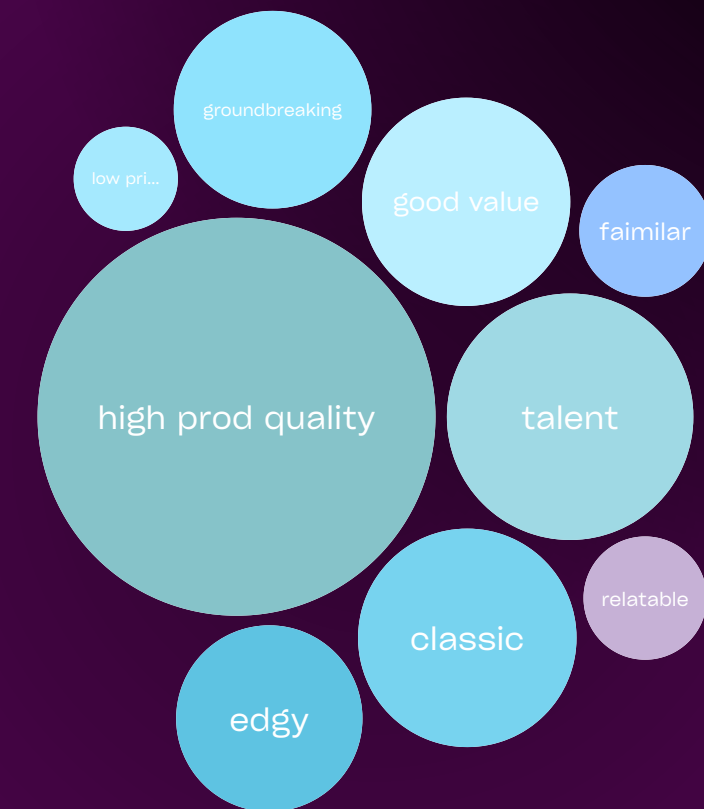 groundbreaking
low pri...
good value
faimilar
high prod quality
talent
relatable
classic
edgy